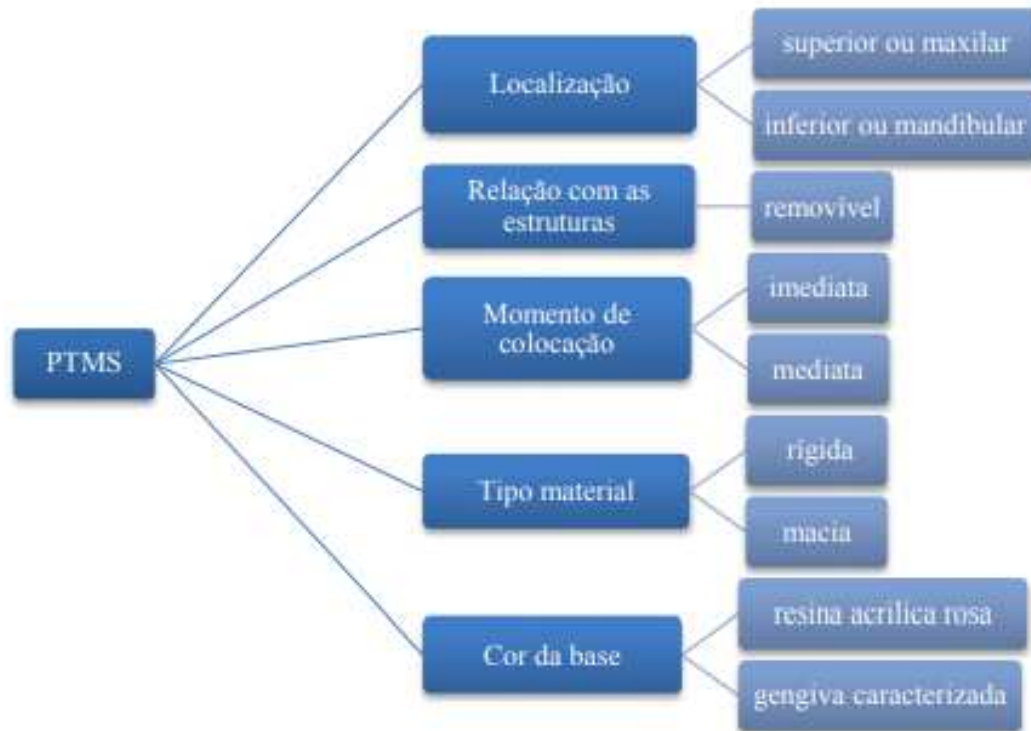 PTMS
Localização
superior ou maxilar
inferior ou mandibular
Relação com as
estruturas
removível
Momento de
colocação
imediata
mediata
Tipo material
rígida
macia
Cor da base
resina acrílica rosa
gengiva caracterizada